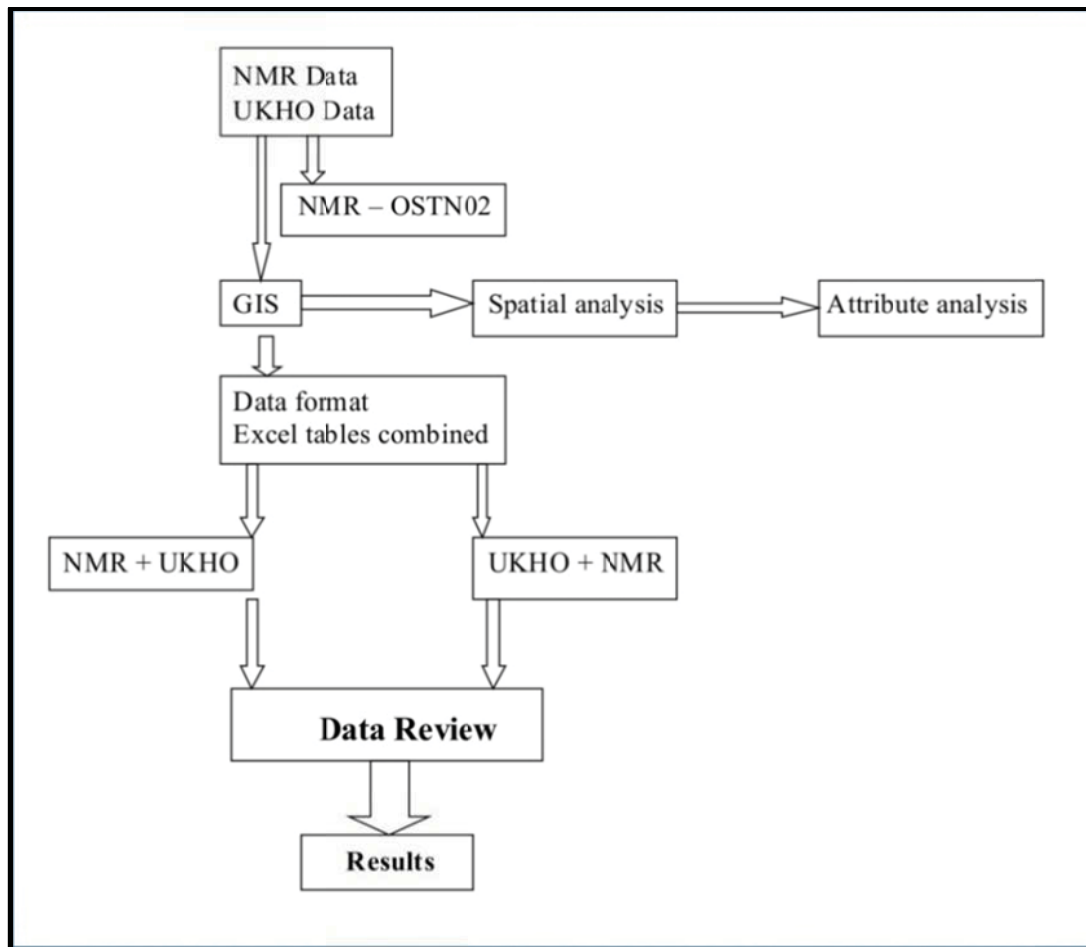 NMR Data
UKHO Data
NMR – OSTN02
GIS
Spatial analysis
Attribute analysis
Data format
Excel tables combined
NMR + UKHO
UKHO + NMR
Data Review
Results